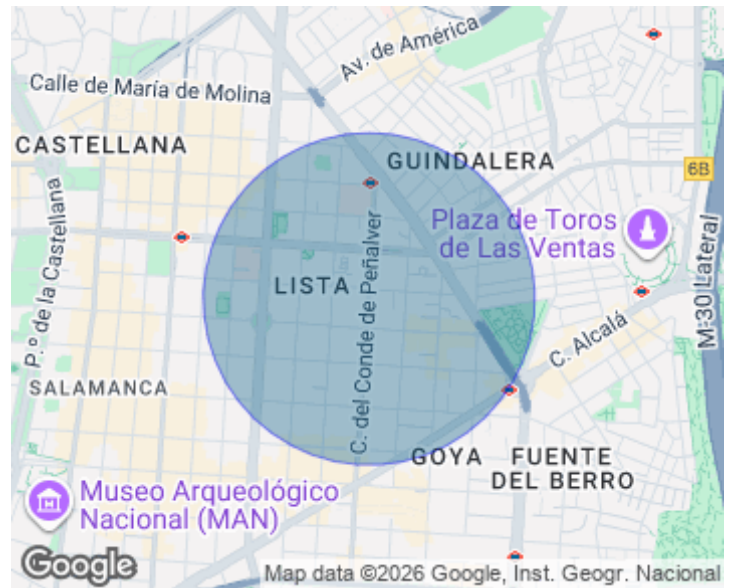 Av. de América
Calle de María de Molina
CASTELLANA
GUINDALERA
6B
P.º de la Castellana
Plaza de Toros
de Las Ventas
LISTA
C. del Conde de Peñalver
M-30 Lateral
C. Alcalá
SALAMANCA
GOYA
FUENTE
DEL BERRO
Museo Arqueológico
Nacional (MAN)
Google
Map data ©2026 Google, Inst. Geogr. Nacional